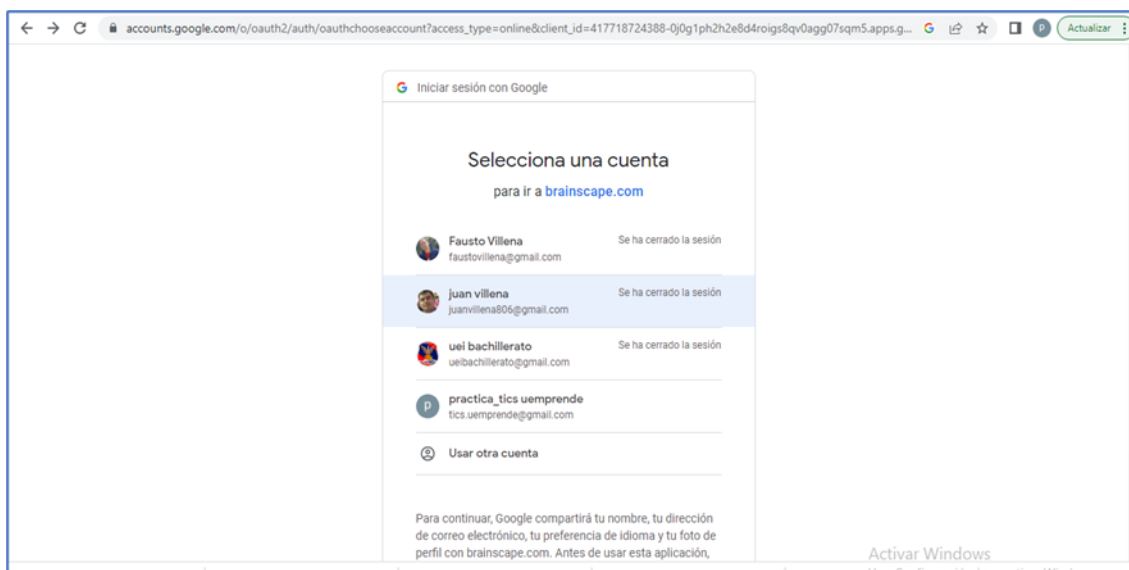 accounts.google.com/o/oauth2/auth/oauthchooseaccount?access_type=online&client_id=417718724388-0j0g1ph2h2e8d4roigs8qv0agg07sqm5.apps.g... G P Actualizar
G Iniciar sesión con Google
Selecciona una cuenta
para ir a brainscape.com
Fausto Villena Se ha cerrado la sesión
faustovillena@gmail.com
juan villena Se ha cerrado la sesión
juanvillena806@gmail.com
uei bachillerato Se ha cerrado la sesión
ueibachillerato@gmail.com
P practica_tics uemprende
tics.uemprende@gmail.com
Usar otra cuenta
Para continuar, Google compartirá tu nombre, tu dirección
de correo electrónico, tu preferencia de idioma y tu foto de
perfil con brainscape.com. Antes de usar esta aplicación,
Activar Windows